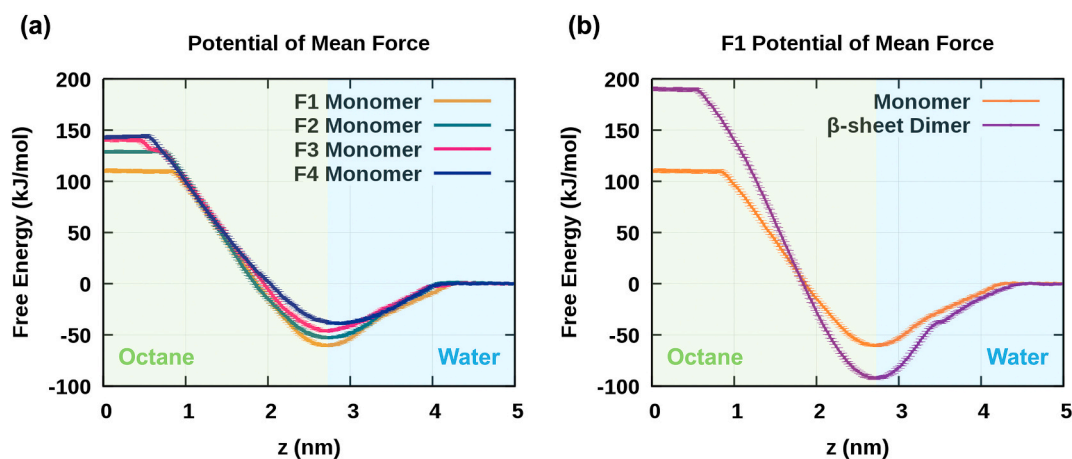 (a)
Potential of Mean Force
Free Energy (kJ/mol)
200
150
100
50
0
-50
-100
F1 Monomer
F2 Monomer
F3 Monomer
F4 Monomer
Octane
Water
0 1 2 3 4 5
z (nm)
(b)
F1 Potential of Mean Force
Free Energy (kJ/mol)
200
150
100
50
0
-50
-100
Monomer
β-sheet Dimer
Octane
Water
0 1 2 3 4 5
z (nm)